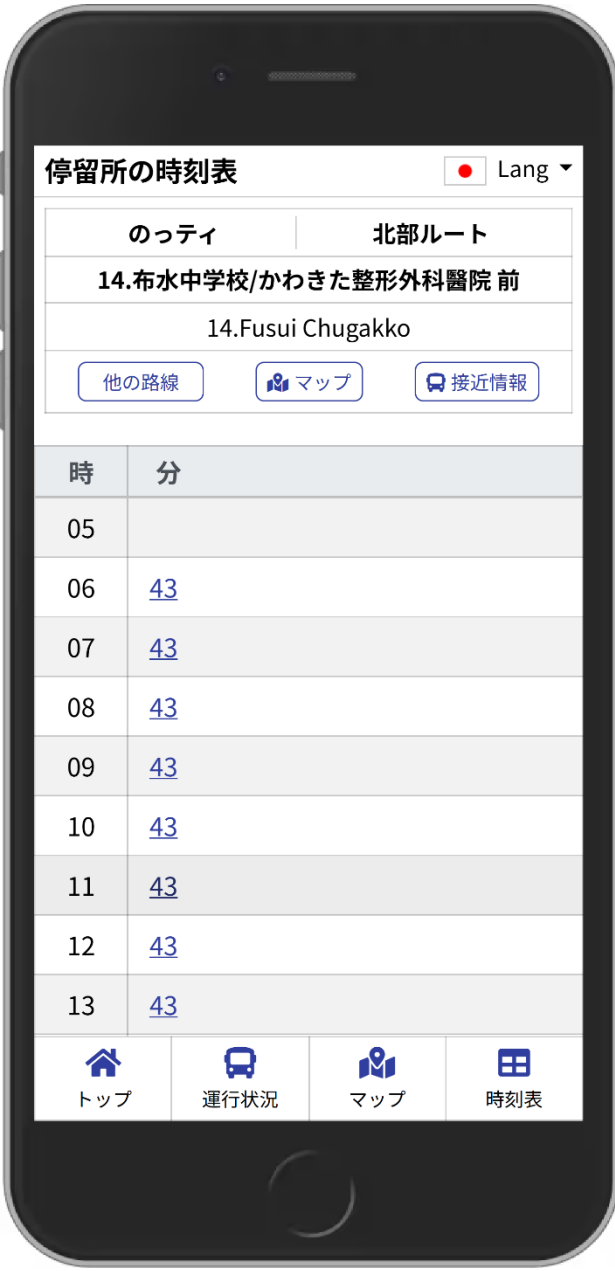 停留所の時刻表 Lang
のっティ 北部ルート
14.布水中学校/かわきた整形外科醫院 前
14.Fusui Chugakko
他の路線 マップ 接近情報
時 分
05
06 43
07 43
08 43
09 43
10 43
11 43
12 43
13 43
トップ 運行状況 マップ 時刻表